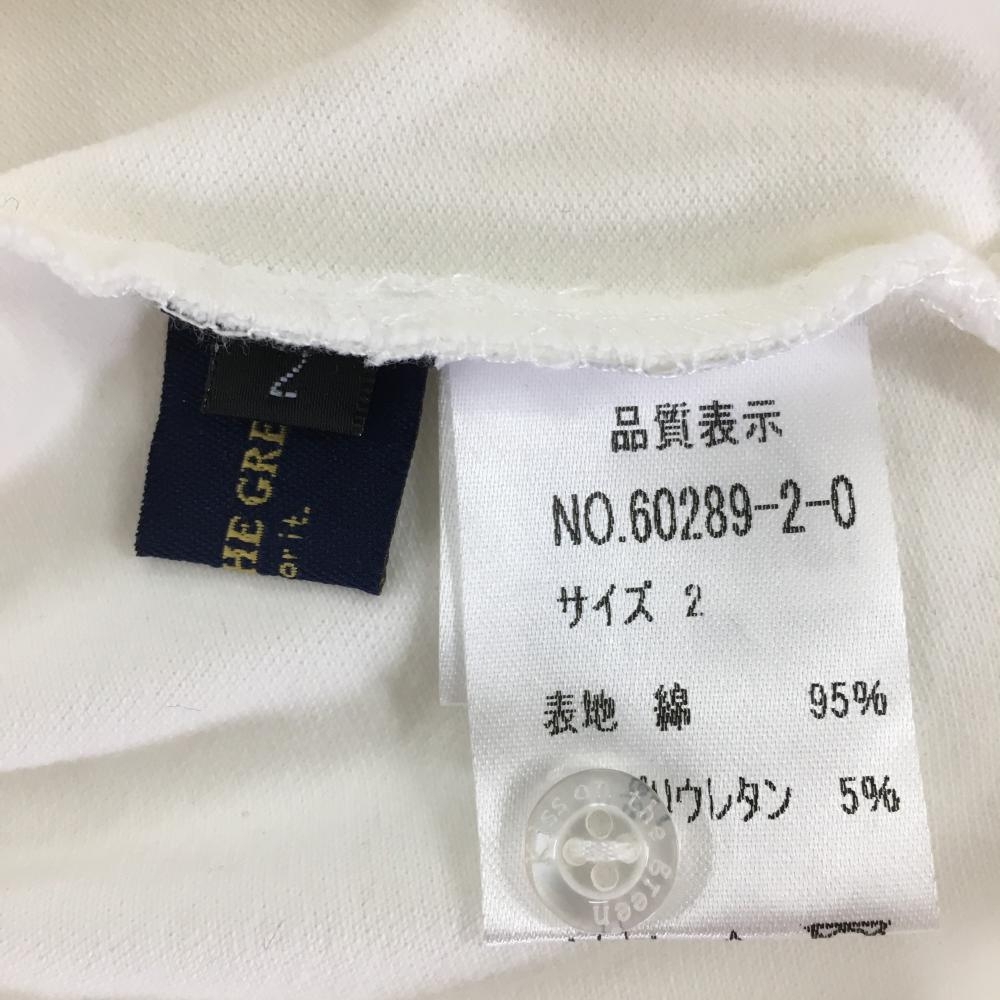 2
HE GRE
or it.
品質表示
NO.60289-2-0
サイズ 2
表地 綿 95%
リウレタン 5%
Green